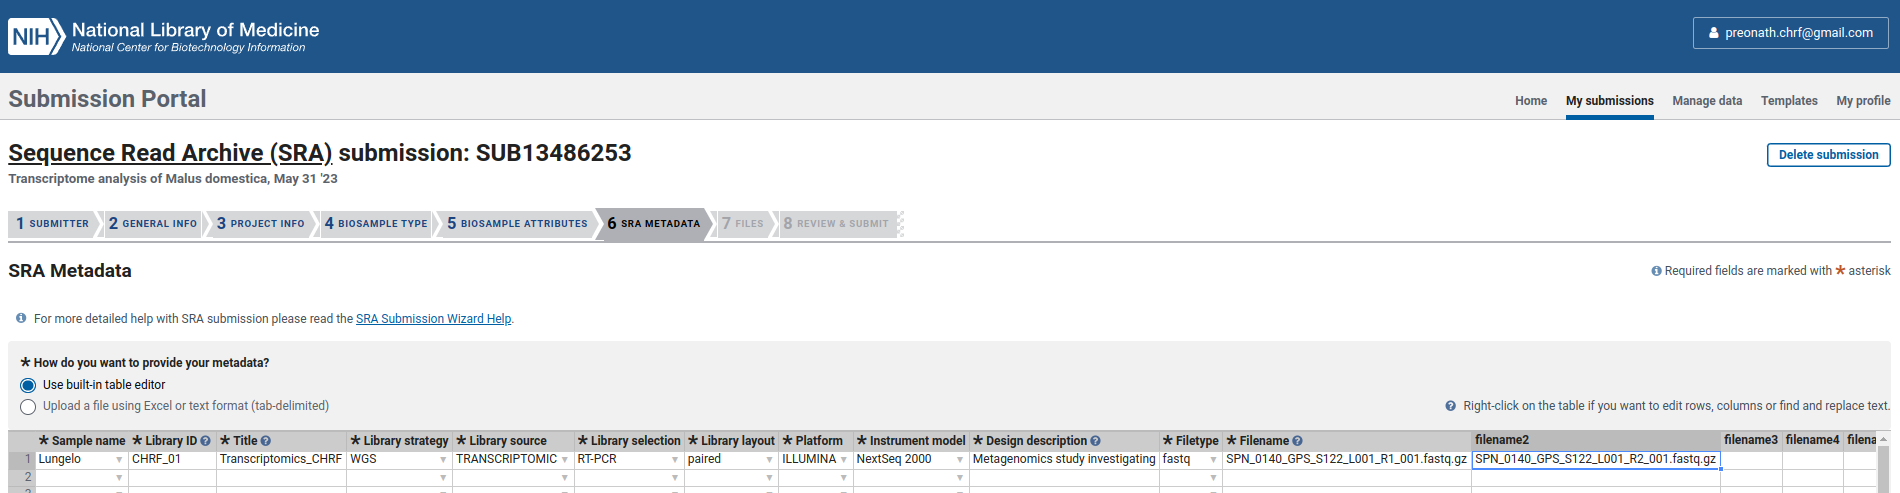 NIH National Library of Medicine
National Center for Biotechnology Information
preonath.chrf@gmail.com
Submission Portal
Home My submissions Manage data Templates My profile
Sequence Read Archive (SRA) submission: SUB13486253
Delete submission
Transcriptome analysis of Malus domestica, May 31 '23
1 SUBMITTER 2 GENERAL INFO 3 PROJECT INFO 4 BIOSAMPLE TYPE 5 BIOSAMPLE ATTRIBUTES 6 SRA METADATA 7 FILES 8 REVIEW & SUBMIT
SRA Metadata
Required fields are marked with * asterisk
For more detailed help with SRA submission please read the SRA Submission Wizard Help.
* How do you want to provide your metadata?
Use built-in table editor
Upload a file using Excel or text format (tab-delimited)
Right-click on the table if you want to edit rows, columns or find and replace text.
* Sample name * Library ID * Title * Library strategy * Library source * Library selection * Library layout * Platform * Instrument model * Design description * Filetype * Filename filename2 filename3 filename4 filena
1 Lungelo CHRF_01 Transcriptomics_CHRF WGS TRANSCRIPTOMIC RT-PCR paired ILLUMINA NextSeq 2000 Metagenomics study investigating fastq SPN_0140_GPS_S122_L001_R1_001.fastq.gz SPN_0140_GPS_S122_L001_R2_001.fastq.gz
2
3